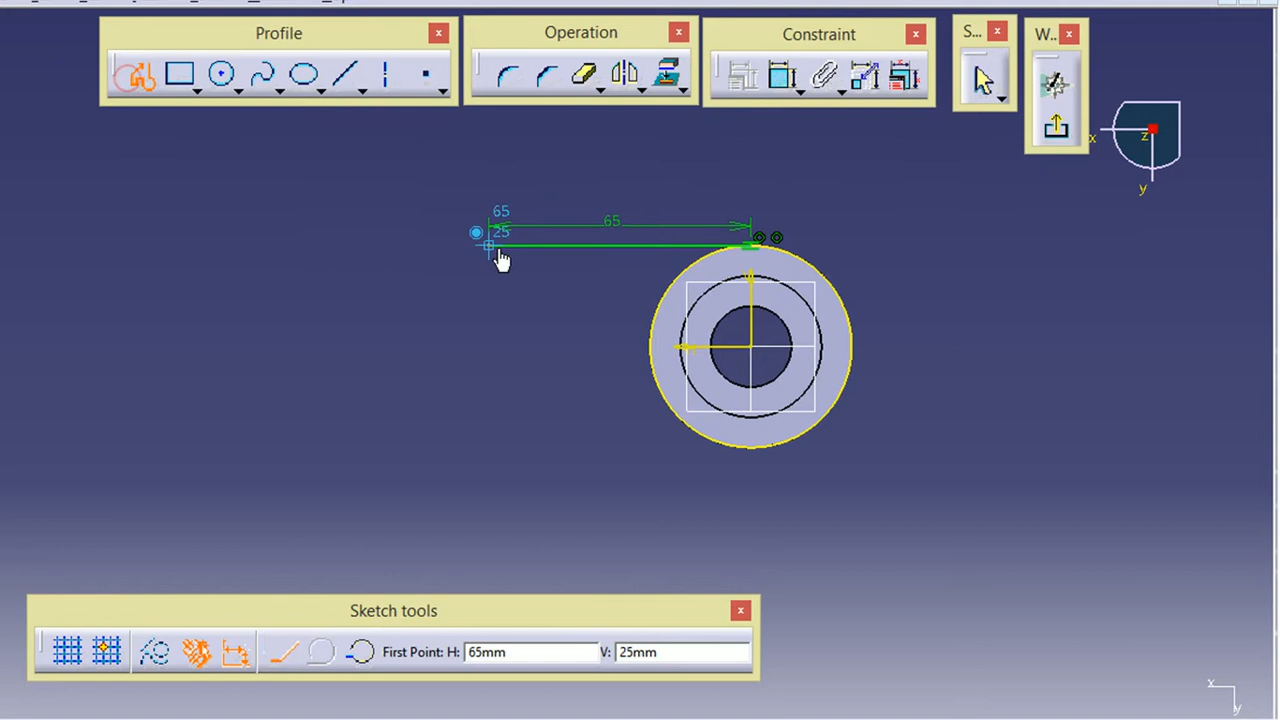 Profile
Operation
Constraint
S...
W..
x
z
y
65
25
65
Sketch tools
First Point: H: 65mm V: 25mm
x
y